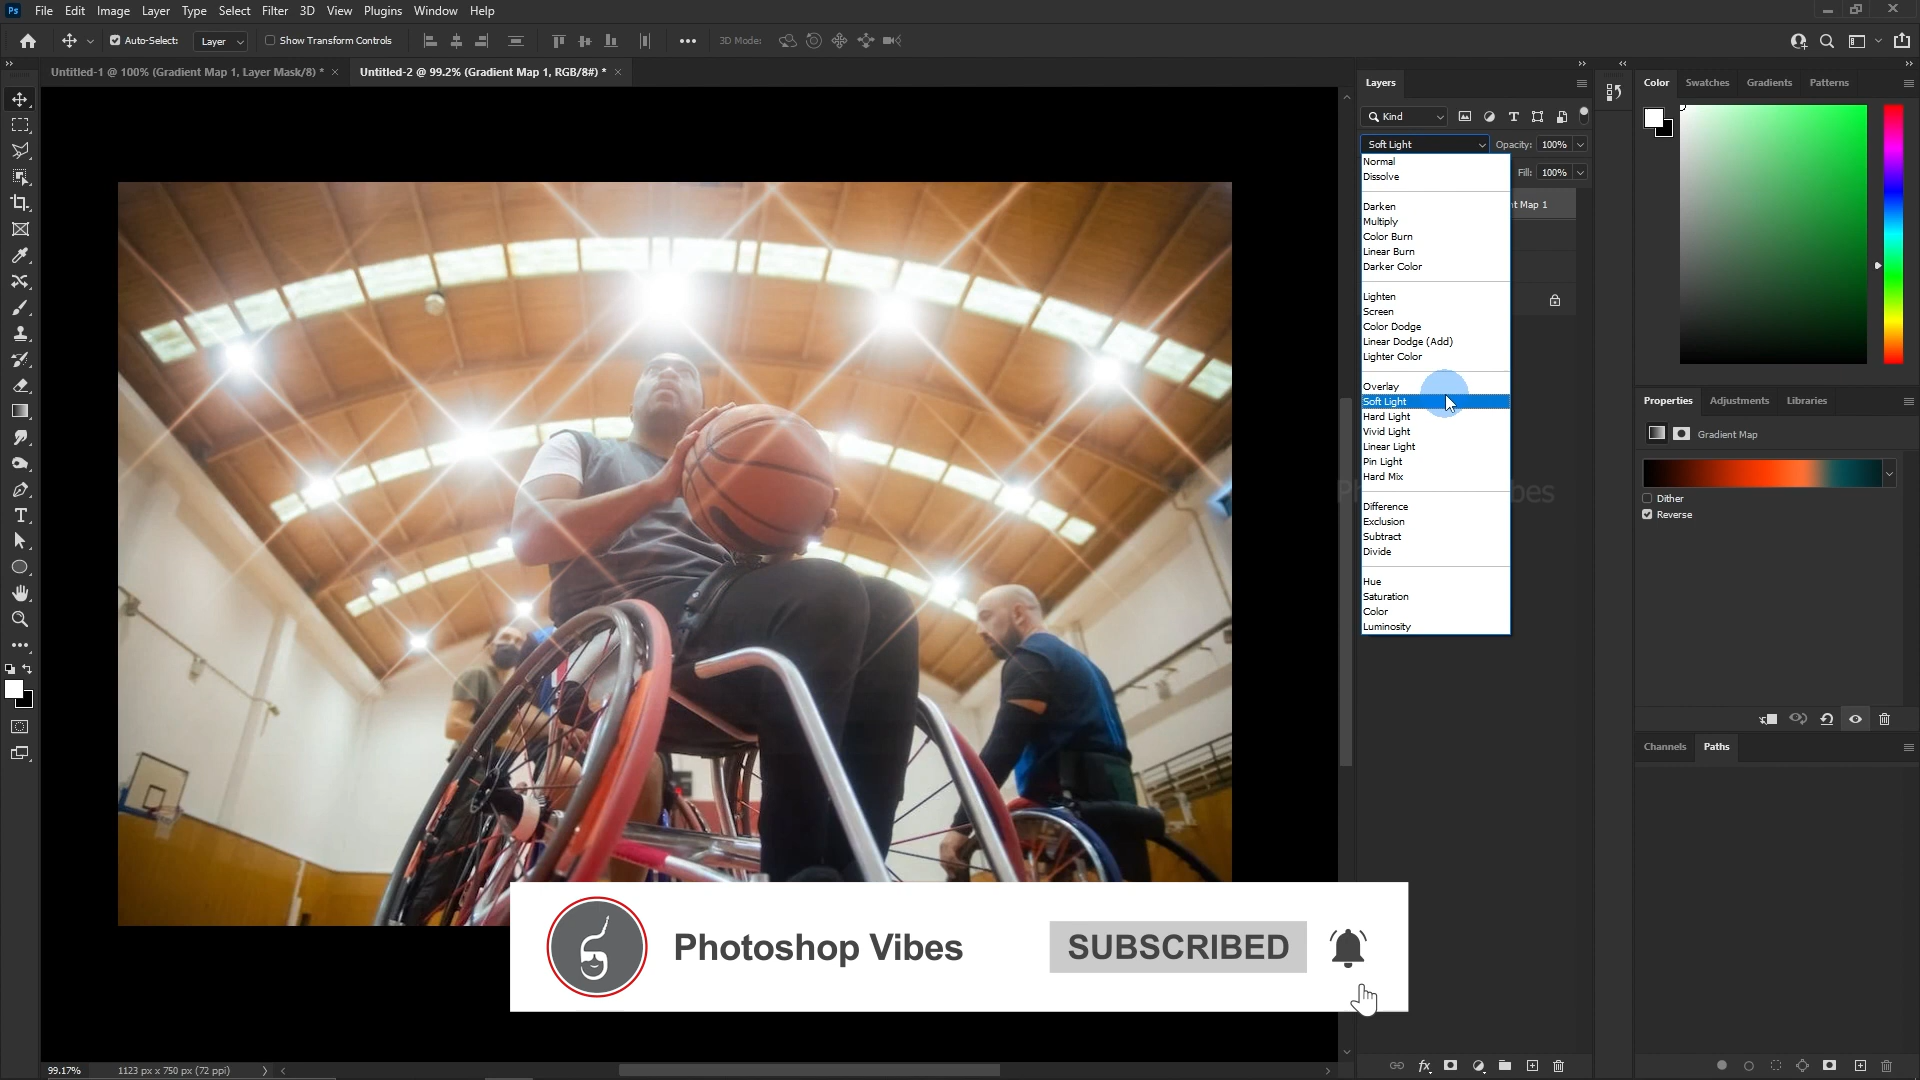 Ps File Edit Image Layer Type Select Filter 3D View Plugins Window Help
Auto-Select: Layer Show Transform Controls 3D Mode:
Untitled-1 @ 100% (Gradient Map 1, Layer Mask/8) * × Untitled-2 @ 99.2% (Gradient Map 1, RGB/8#) * ×
Layers
Kind
Soft Light Opacity: 100%
Fill: 100%
Normal
Dissolve
Darken
Multiply
Color Burn
Linear Burn
Darker Color
Lighten
Screen
Color Dodge
Linear Dodge (Add)
Lighter Color
Overlay
Soft Light
Hard Light
Vivid Light
Linear Light
Pin Light
Hard Mix
Difference
Exclusion
Subtract
Divide
Hue
Saturation
Color
Luminosity
t Map 1
Color Swatches Gradients Patterns
Properties Adjustments Libraries
Gradient Map
Dither
Reverse
Channels Paths
Photoshop Vibes SUBSCRIBED
99.17% 1123 px x 750 px (72 ppi)